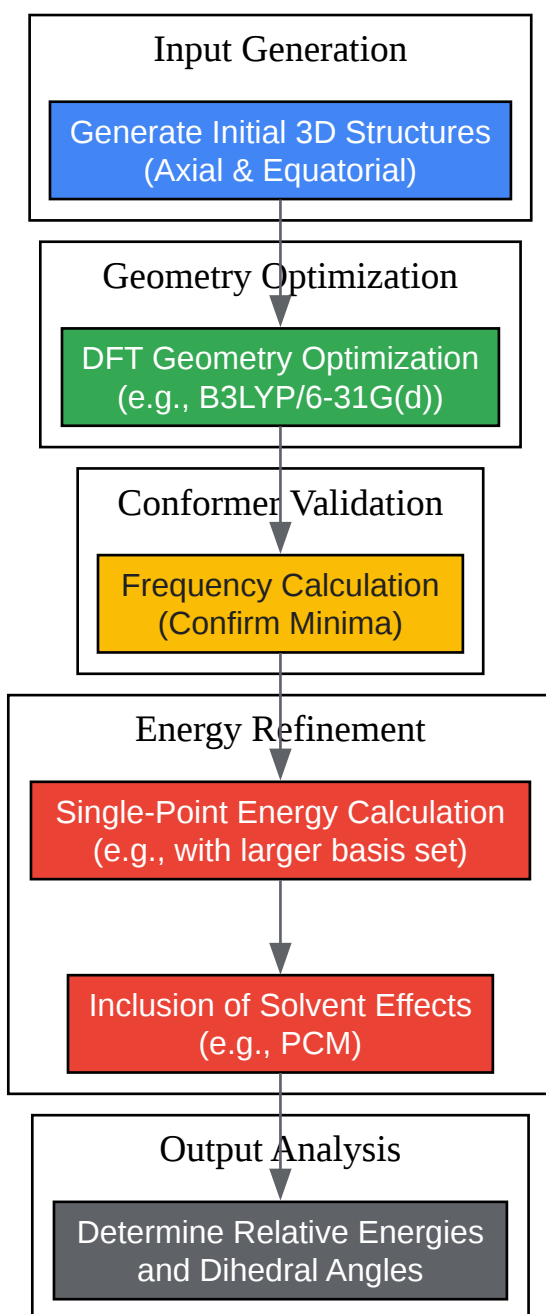 Input Generation
Generate Initial 3D Structures
(Axial & Equatorial)
Geometry Optimization
DFT Geometry Optimization
(e.g., B3LYP/6-31G(d))
Conformer Validation
Frequency Calculation
(Confirm Minima)
Energy Refinement
Single-Point Energy Calculation
(e.g., with larger basis set)
Inclusion of Solvent Effects
(e.g., PCM)
Output Analysis
Determine Relative Energies
and Dihedral Angles